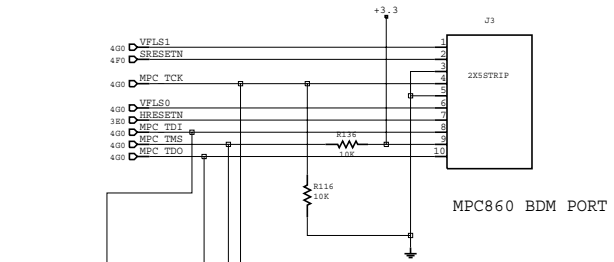 +3.3
J3
4G0 VFLS1 1
4F0 SRESETN 2
3
4G0 MPC TCK 4
2X5STRIP
5
4G0 VFLS0 6
3E0 HRESETN 7
4G0 MPC TDI 8
4G0 MPC TMS R136 9
4G0 MPC TDO 10K 10
R116
10K
MPC860 BDM PORT